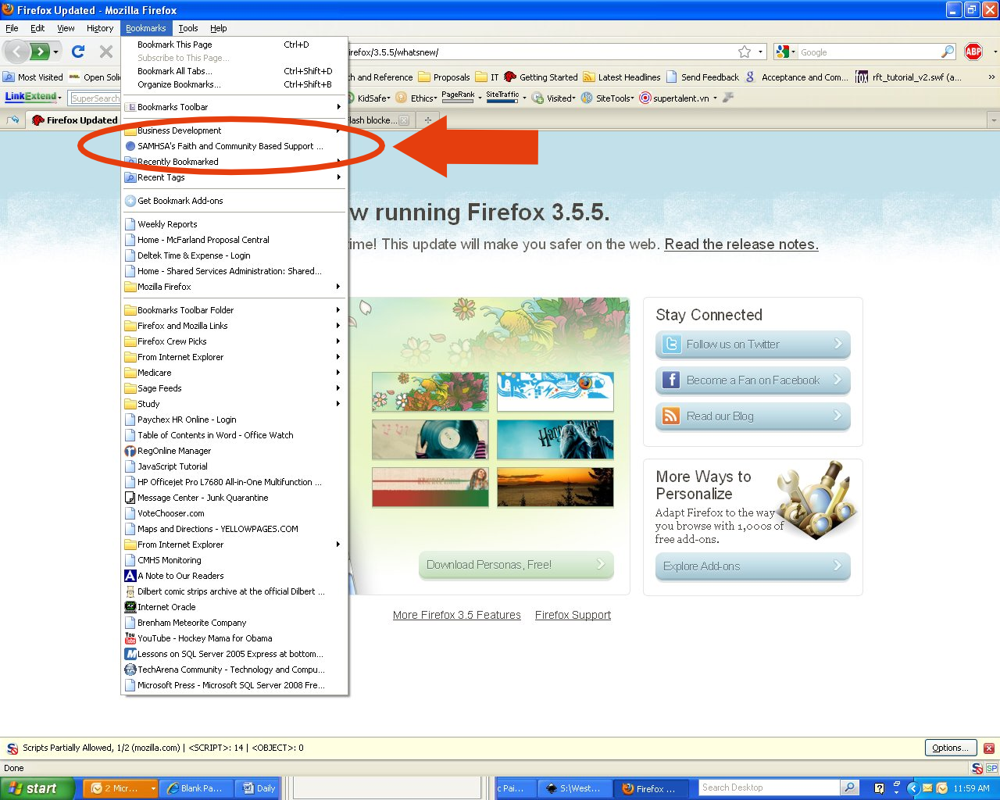 Firefox Updated - Mozilla Firefox
File Edit View History Bookmarks Tools Help
Bookmark This Page Ctrl+D
Subscribe to This Page...
Bookmark All Tabs... Ctrl+Shift+D
Organize Bookmarks... Ctrl+Shift+B
Bookmarks Toolbar
Business Development
SAMHSA's Faith and Community Based Support ...
Recently Bookmarked
Recent Tags
Get Bookmark Add-ons
Weekly Reports
Home - McFarland Proposal Central
Deltek Time & Expense - Login
Home - Shared Services Administration: Shared...
Mozilla Firefox
Bookmarks Toolbar Folder
Firefox and Mozilla Links
Firefox Crew Picks
From Internet Explorer
Medicare
Sage Feeds
Study
Paychex HR Online - Login
Table of Contents in Word - Office Watch
RegOnline Manager
JavaScript Tutorial
HP Officejet Pro L7680 All-in-One Multifunction ...
Message Center - Junk Quarantine
VoteChooser.com
Maps and Directions - YELLOWPAGES.COM
From Internet Explorer
CMHS Monitoring
A Note to Our Readers
Dilbert comic strips archive at the official Dilbert ...
Internet Oracle
Brenham Meteorite Company
YouTube - Hockey Mama for Obama
Lessons on SQL Server 2005 Express at bottom...
TechArena Community - Technology and Compu...
Microsoft Press - Microsoft SQL Server 2008 Fre...
irefox/3.5.5/whatsnew/ Google ABP
Most Visited Open Soli ch and Reference Proposals IT Getting Started Latest Headlines Send Feedback Acceptance and Com... fox rft_tutorial_v2.swf (a... »
LinkExtend SuperSearch KidSafe Ethics PageRank SiteTraffic Visited SiteTools supertalent.vn
Firefox Updated lash blocke...
w running Firefox 3.5.5.
time! This update will make you safer on the web. Read the release notes.
Harry Potter
Download Personas, Free!
Stay Connected
Follow us on Twitter
Become a Fan on Facebook
Read our Blog
More Ways to
Personalize
Adapt Firefox to the way
you browse with 1,000s of
free add-ons.
Explore Add-ons
More Firefox 3.5 Features Firefox Support
Scripts Partially Allowed, 1/2 (mozilla.com) | <SCRIPT>: 14 | <OBJECT>: 0 Options...
Done SP
start 2 Micr... Blank Pa... Daily c Pai... S:\West... Firefox ... Search Desktop 11:59 AM